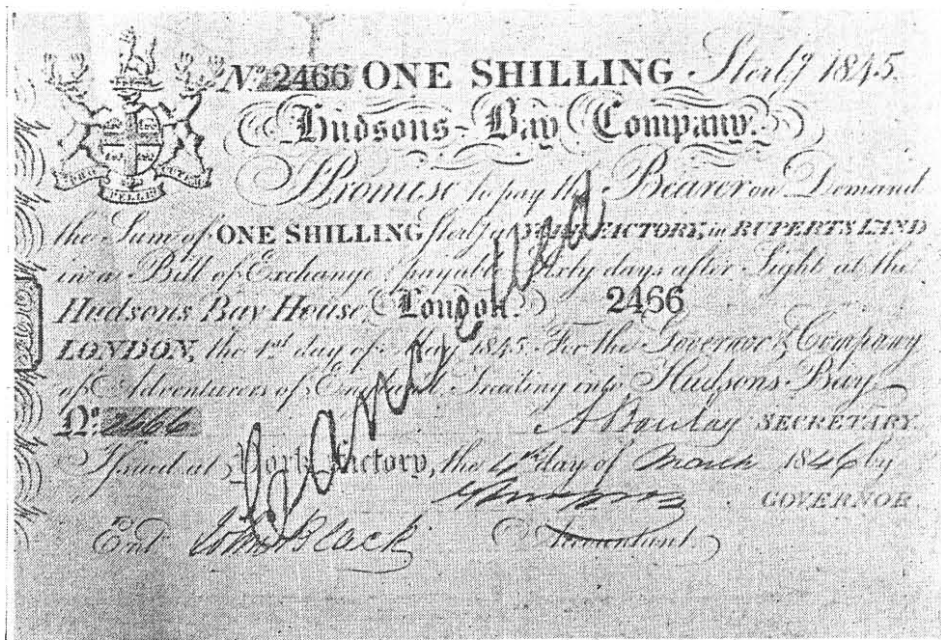 No. 2466 ONE SHILLING Sterlg 1845.
Hudsons-Bay Company.
PRO PELLE CUTEM
I Promise to pay the Bearer on Demand
the Sum of ONE SHILLING Sterlg at YORK FACTORY, in RUPERTS LAND
in a Bill of Exchange payable Sixty days after Sight at the
Hudsons Bay House, London. 2466
LONDON, the 1st day of May 1845 For the Governor & Company
of Adventurers of England Trading into Hudsons Bay
No. 2466 A Barclay SECRETARY.
Issued at York Factory, the 4th day of March 1846 by
GOVERNOR.
Ent John Black Accountant
Cancelled